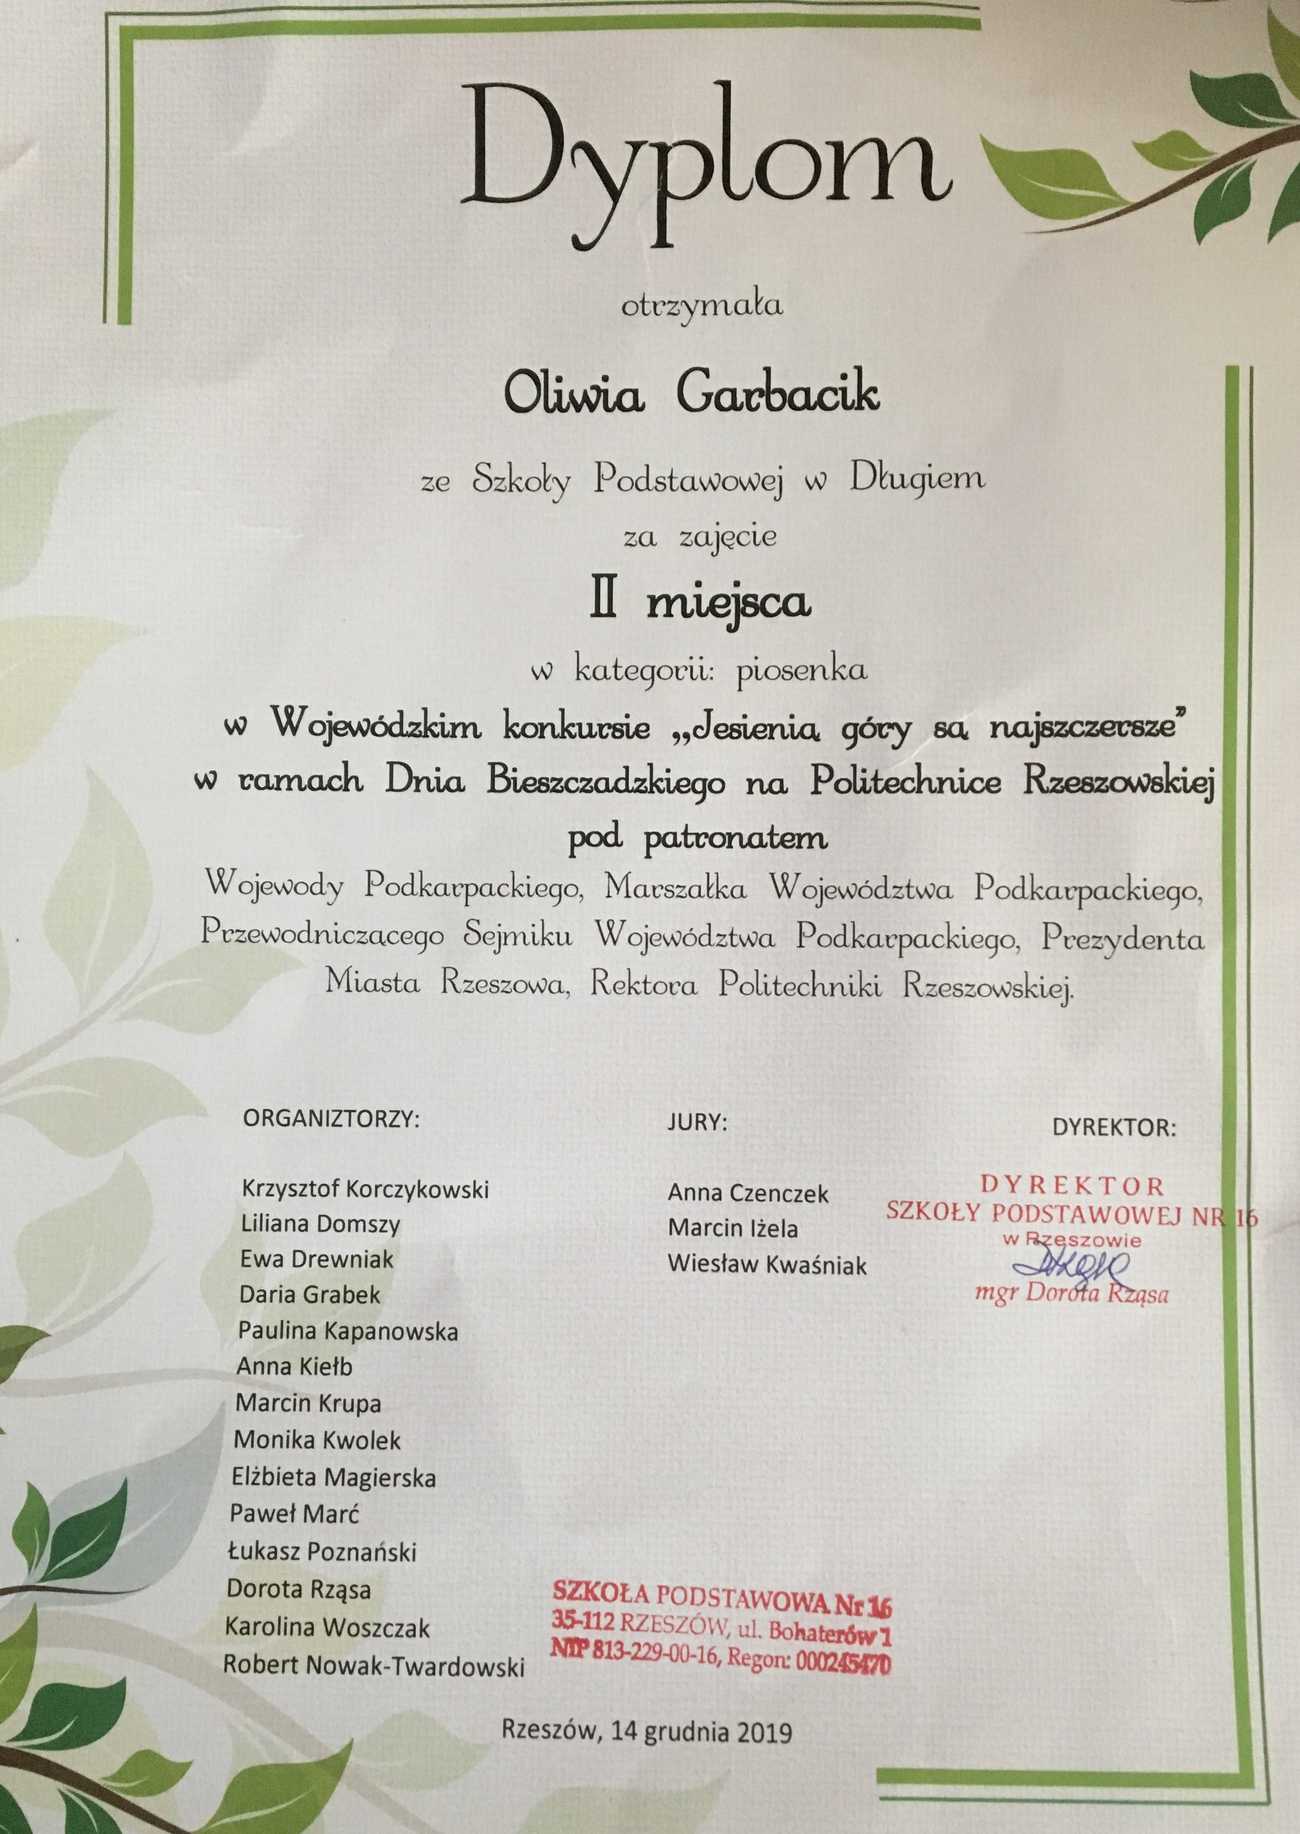 Dyplom
otrzymała
Oliwia Garbacik
ze Szkoły Podstawowej w Długiem
za zajęcie
II miejsca
w kategorii: piosenka
w Wojewódzkim konkursie „Jesienią góry są najszczersze”
w ramach Dnia Bieszczadzkiego na Politechnice Rzeszowskiej
pod patronatem
Wojewody Podkarpackiego, Marszałka Województwa Podkarpackiego,
Przewodniczącego Sejmiku Województwa Podkarpackiego, Prezydenta
Miasta Rzeszowa, Rektora Politechniki Rzeszowskiej.
ORGANIZTORZY:
Krzysztof Korczykowski
Liliana Domszy
Ewa Drewniak
Daria Grabek
Paulina Kapanowska
Anna Kiełb
Marcin Krupa
Monika Kwolek
Elżbieta Magierska
Paweł Marć
Łukasz Poznański
Dorota Rząsa
Karolina Woszczak
Robert Nowak-Twardowski
JURY:
Anna Czenczek
Marcin Iżela
Wiesław Kwaśniak
DYREKTOR:
DYREKTOR
SZKOŁY PODSTAWOWEJ NR 16
w Rzeszowie
mgr Dorota Rząsa
SZKOŁA PODSTAWOWA Nr 16
35-112 RZESZÓW, ul. Bohaterów 1
NIP 813-229-00-16, Regon: 000245470
Rzeszów, 14 grudnia 2019